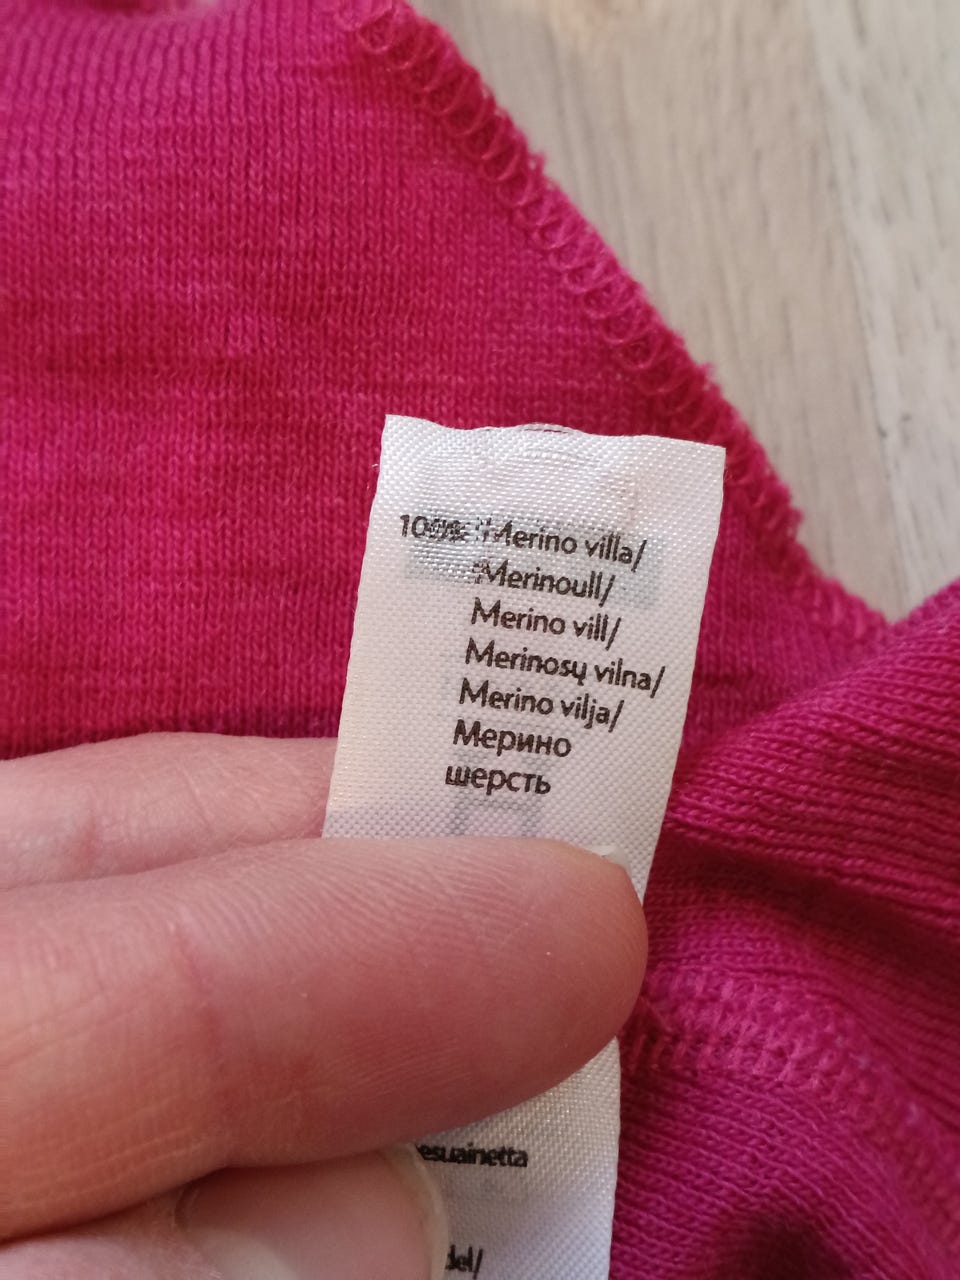 100% Merino villa/
Merinoull/
Merino vill/
Merinosų vilna/
Merino vilja/
Мерино
шерсть